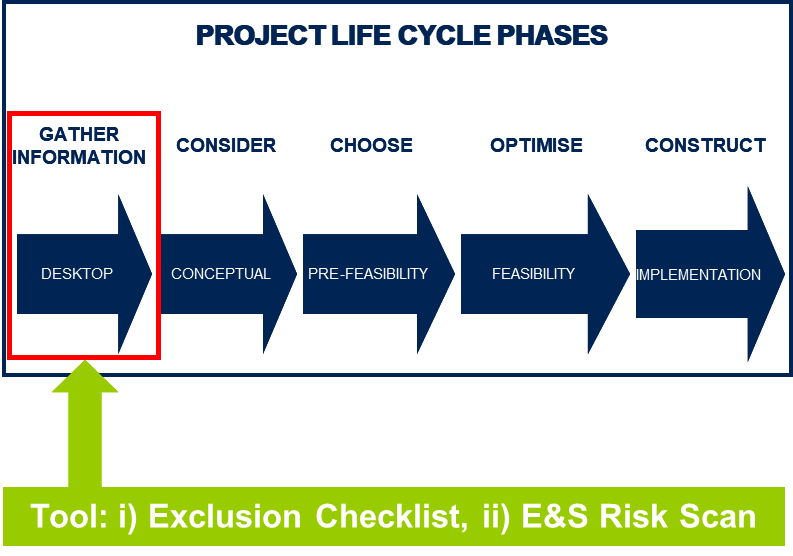 PROJECT LIFE CYCLE PHASES
GATHER
INFORMATION
CONSIDER
CHOOSE
OPTIMISE
CONSTRUCT
DESKTOP
CONCEPTUAL
PRE-FEASIBILITY
FEASIBILITY
IMPLEMENTATION
Tool: i) Exclusion Checklist, ii) E&S Risk Scan